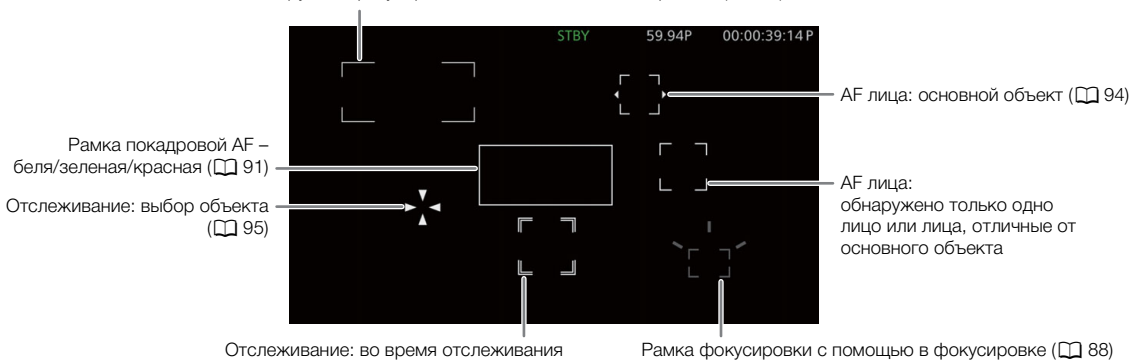 STBY 59.94P 00:00:39:14 P
AF лица: основной объект (94)
Рамка покадровой AF –
беля/зеленая/красная (91)
Отслеживание: выбор объекта
(95)
AF лица:
обнаружено только одно
лицо или лица, отличные от
основного объекта
Отслеживание: во время отслеживания
Рамка фокусировки с помощью в фокусировке (88)